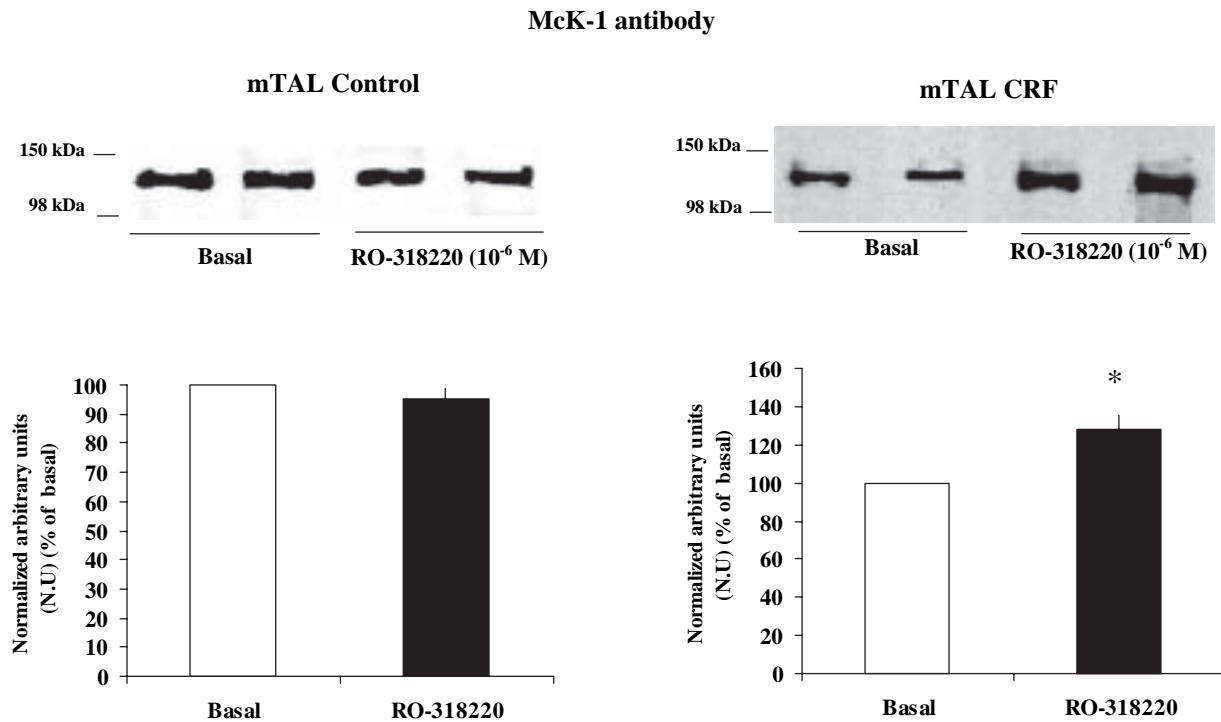 McK-1 antibody
mTAL Control
150 kDa
98 kDa
Basal
RO-318220 (10⁻⁶ M)
mTAL CRF
150 kDa
98 kDa
Basal
RO-318220 (10⁻⁶ M)
Normalized arbitrary units
(N.U) (% of basal)
100
90
80
70
60
50
40
30
20
10
0
Basal
RO-318220
Normalized arbitrary units
(N.U) (% of basal)
160
140
120
100
80
60
40
20
0
*
Basal
RO-318220